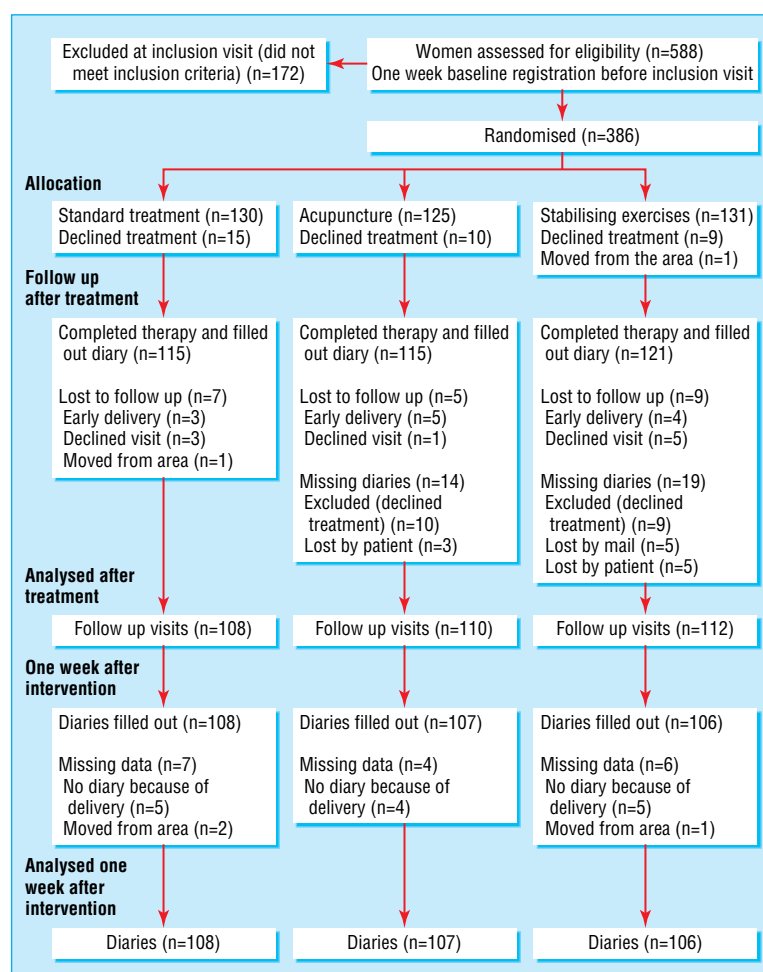 Excluded at inclusion visit (did not
meet inclusion criteria) (n=172)
Women assessed for eligibility (n=588)
One week baseline registration before inclusion visit
Randomised (n=386)
Allocation
Standard treatment (n=130)
Declined treatment (n=15)
Acupuncture (n=125)
Declined treatment (n=10)
Stabilising exercises (n=131)
Declined treatment (n=9)
Moved from the area (n=1)
Follow up
after treatment
Completed therapy and filled
out diary (n=115)
Lost to follow up (n=7)
Early delivery (n=3)
Declined visit (n=3)
Moved from area (n=1)
Completed therapy and filled
out diary (n=115)
Lost to follow up (n=5)
Early delivery (n=5)
Declined visit (n=1)
Missing diaries (n=14)
Excluded (declined
treatment) (n=10)
Lost by patient (n=3)
Completed therapy and filled
out diary (n=121)
Lost to follow up (n=9)
Early delivery (n=4)
Declined visit (n=5)
Missing diaries (n=19)
Excluded (declined
treatment) (n=9)
Lost by mail (n=5)
Lost by patient (n=5)
Analysed after
treatment
Follow up visits (n=108)
Follow up visits (n=110)
Follow up visits (n=112)
One week after
intervention
Diaries filled out (n=108)
Missing data (n=7)
No diary because of
delivery (n=5)
Moved from area (n=2)
Diaries filled out (n=107)
Missing data (n=4)
No diary because of
delivery (n=4)
Diaries filled out (n=106)
Missing data (n=6)
No diary because of
delivery (n=5)
Moved from area (n=1)
Analysed one
week after
intervention
Diaries (n=108)
Diaries (n=107)
Diaries (n=106)